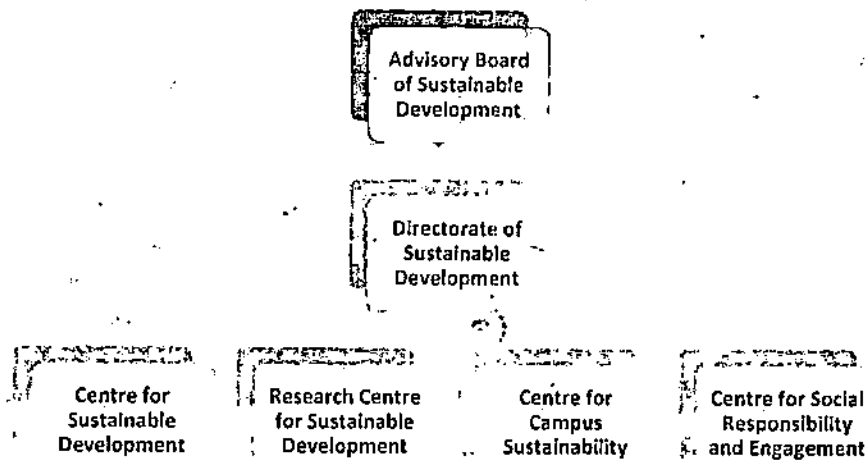 Advisory Board
of Sustainable
Development
Directorate of
Sustainable
Development
Centre for
Sustainable
Development
Research Centre
for Sustainable
Development
Centre for
Campus
Sustainability
Centre for Social
Responsibility
and Engagement